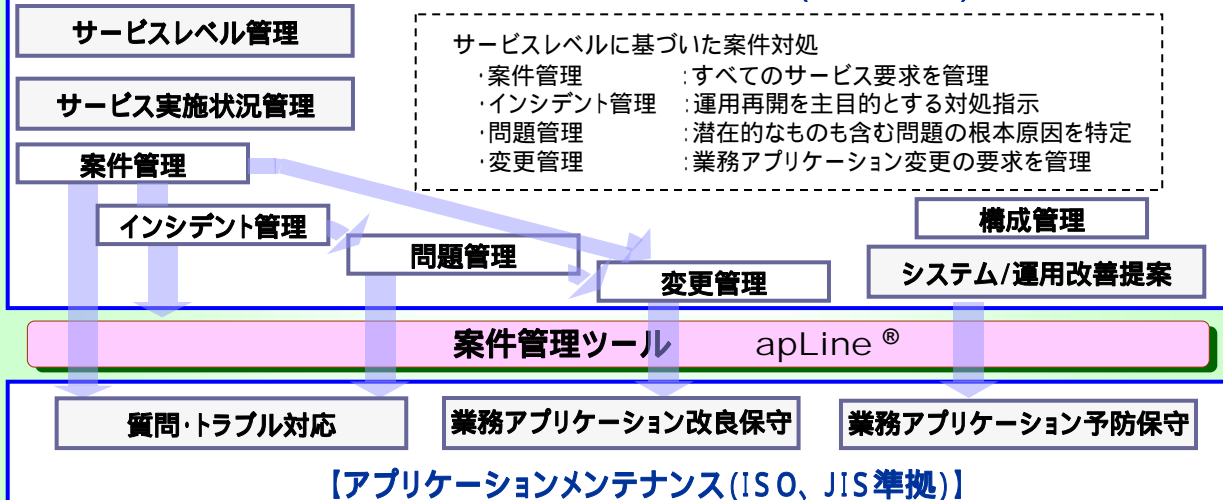 サービスレベル管理
サービス実施状況管理
サービスレベルに基づいた案件対処
・案件管理 :すべてのサービス要求を管理
・インシデント管理 :運用再開を主目的とする対処指示
・問題管理 :潜在的なものも含む問題の根本原因を特定
・変更管理 :業務アプリケーション変更の要求を管理
案件管理
インシデント管理
問題管理
変更管理
構成管理
システム/運用改善提案
案件管理ツール apLine ®
質問・トラブル対応
業務アプリケーション改良保守
業務アプリケーション予防保守
【アプリケーションメンテナンス(ISO、JIS準拠)】